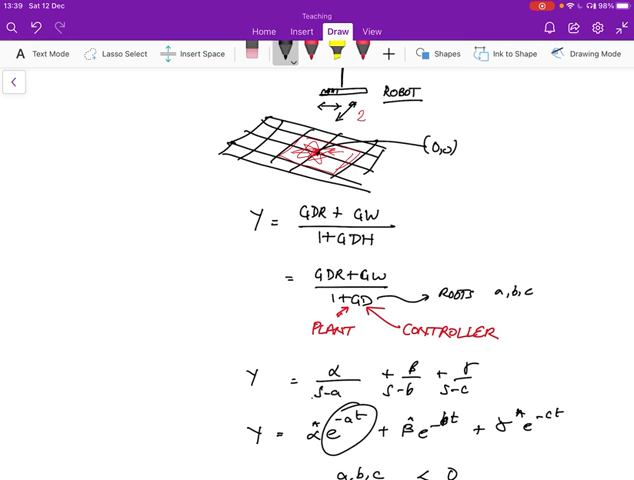 13:39 Sat 12 Dec
98%
Teaching
Home Insert Draw View
A Text Mode Lasso Select Insert Space Shapes Ink to Shape Drawing Mode
ROBOT
2
(0,0)
Y = GDR + GW
1+GDH
= GDR+GW
1+GD ROOTS a,b,c
PLANT CONTROLLER
Y = α/(s-a) + β/(s-b) + γ/(s-c)
Y = α̂ e^-at + β̂ e^-bt + γ̂ e^-ct
a,b,c < 0